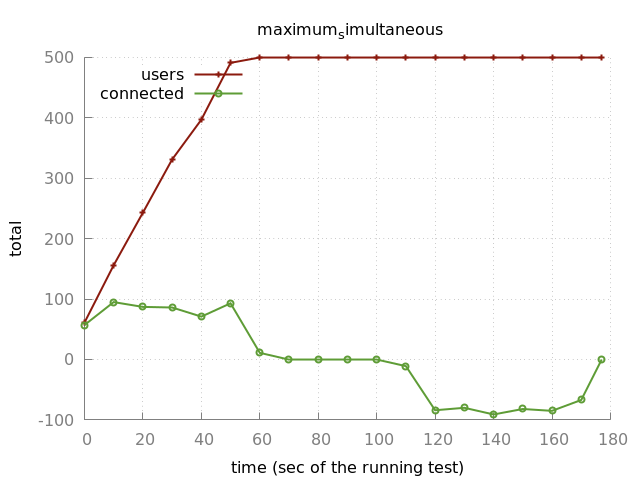 maximumsimultaneous
users
connected
500
400
300
200
100
0
-100
total
0 20 40 60 80 100 120 140 160 180
time (sec of the running test)